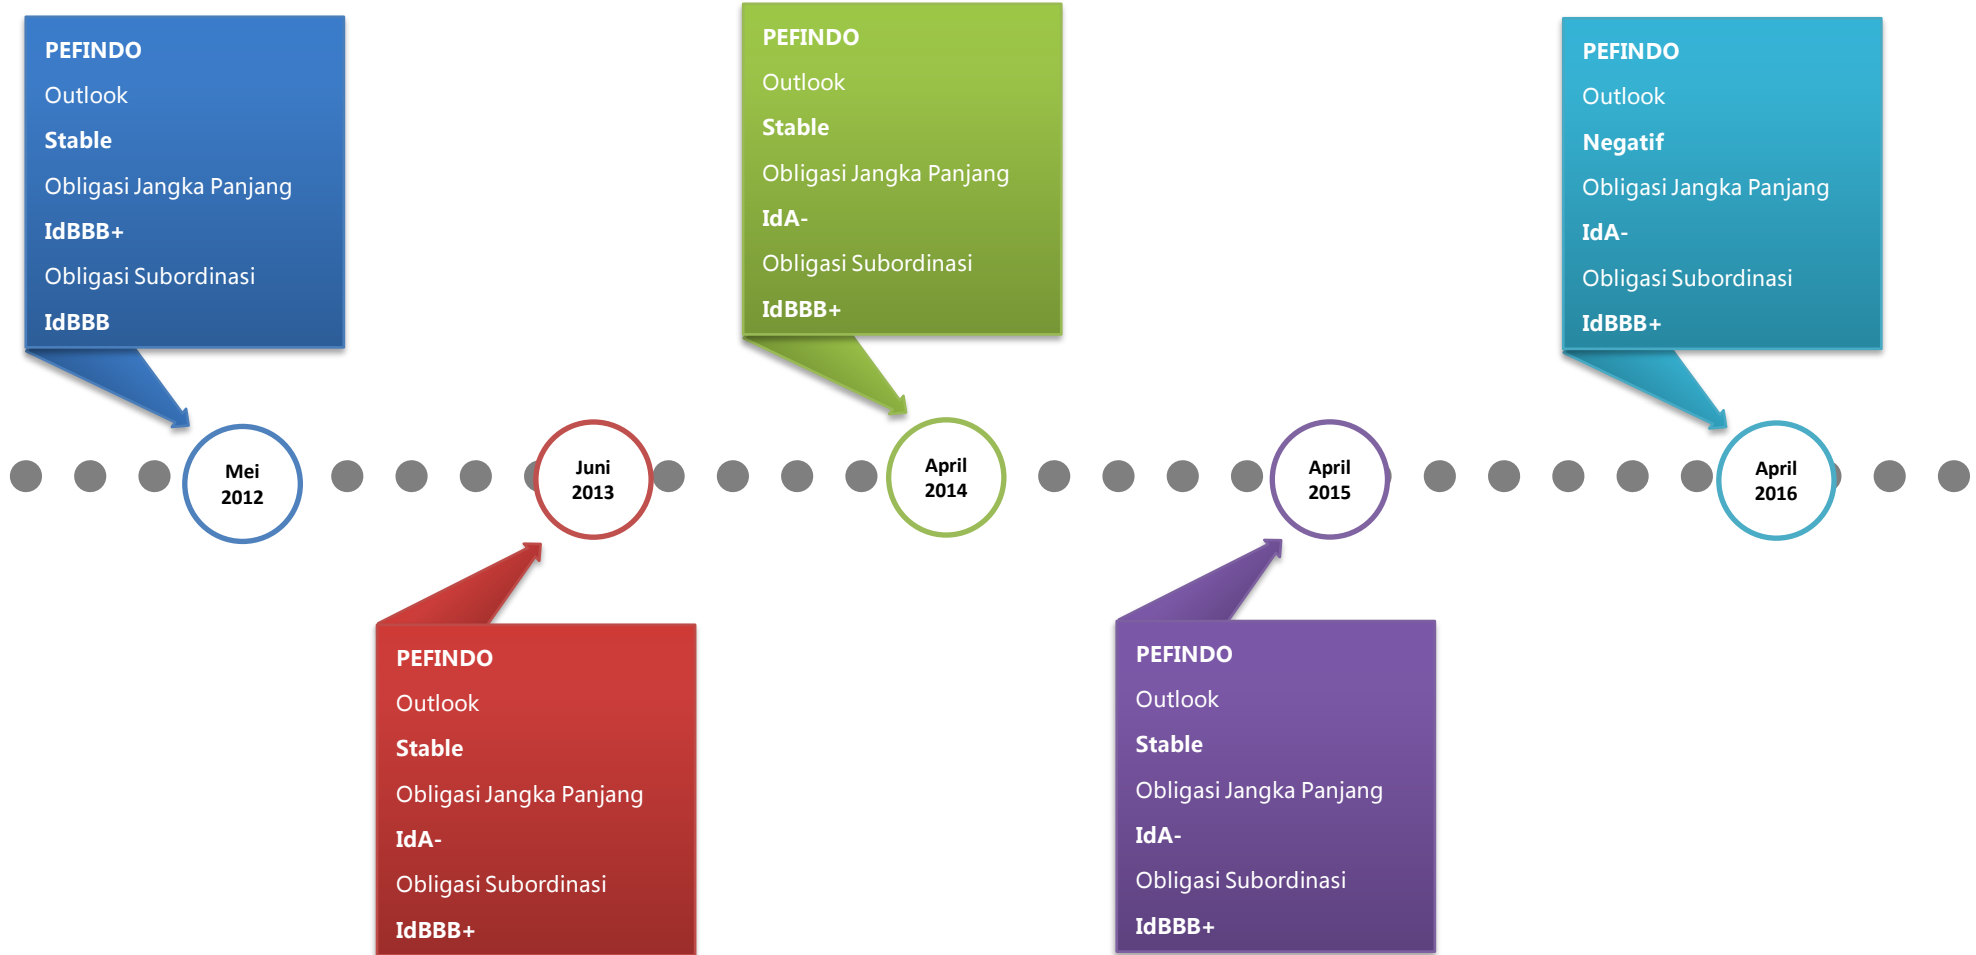 PEFINDO
Outlook
Stable
Obligasi Jangka Panjang
IdBBB+
Obligasi Subordinasi
IdBBB
Mei
2012
PEFINDO
Outlook
Stable
Obligasi Jangka Panjang
IdA-
Obligasi Subordinasi
IdBBB+
Juni
2013
PEFINDO
Outlook
Stable
Obligasi Jangka Panjang
IdA-
Obligasi Subordinasi
IdBBB+
April
2014
PEFINDO
Outlook
Stable
Obligasi Jangka Panjang
IdA-
Obligasi Subordinasi
IdBBB+
April
2015
PEFINDO
Outlook
Negatif
Obligasi Jangka Panjang
IdA-
Obligasi Subordinasi
IdBBB+
April
2016